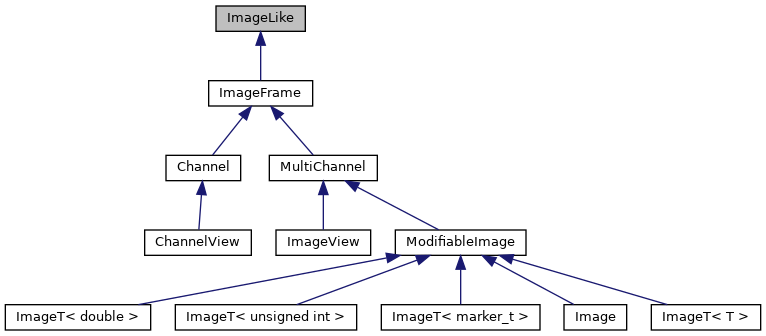 ImageLike
ImageFrame
Channel
MultiChannel
ChannelView
ImageView
ModifiableImage
ImageT< double >
ImageT< unsigned int >
ImageT< marker_t >
Image
ImageT< T >